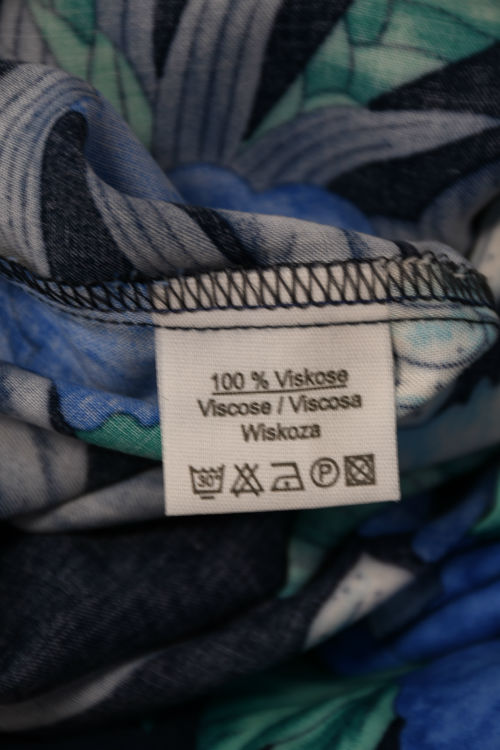 100 % Viskose
Viscose / Viscosa
Wiskoza
30°
P